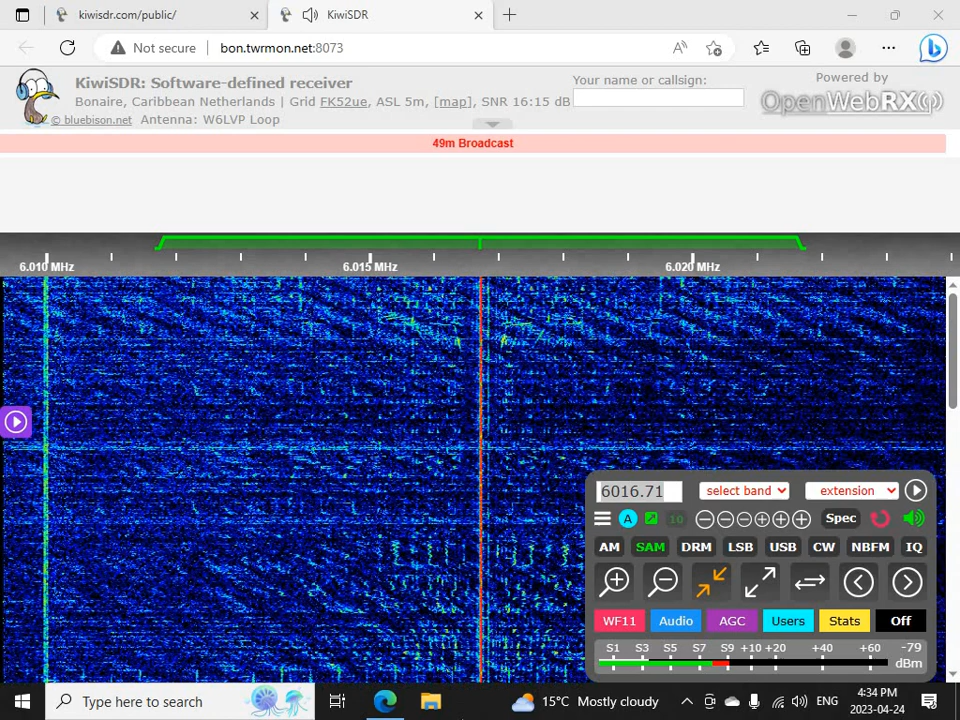 kiwisdr.com/public/
KiwiSDR
Not secure
bon.twrmon.net:8073
KiwiSDR: Software-defined receiver
Bonaire, Caribbean Netherlands | Grid FK52ue, ASL 5m, [map], SNR 16:15 dB
© bluebison.net Antenna: W6LVP Loop
Your name or callsign:
Powered by
OpenWebRX
49m Broadcast
6.010 MHz 6.015 MHz 6.020 MHz
6016.71 select band extension
A 10 Spec
AM SAM DRM LSB USB CW NBFM IQ
WF11 Audio AGC Users Stats Off
S1 S3 S5 S7 S9 +10 +20 +40 +60 -79
dBm
Type here to search
15°C Mostly cloudy
ENG
4:34 PM
2023-04-24